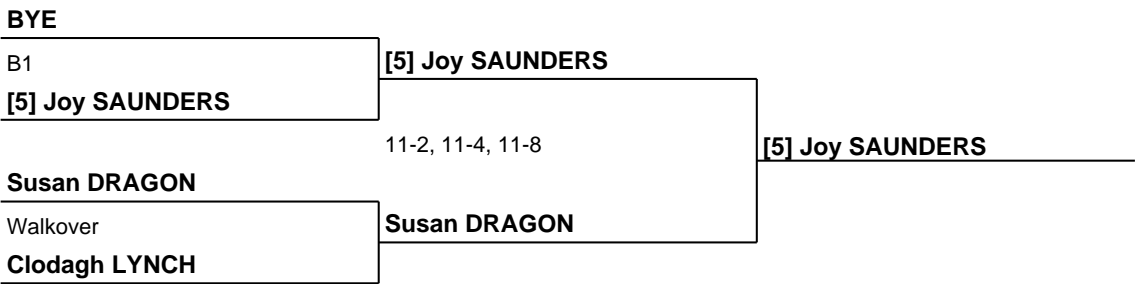 BYE
B1
[5] Joy SAUNDERS
[5] Joy SAUNDERS
11-2, 11-4, 11-8
[5] Joy SAUNDERS
Susan DRAGON
Walkover
Susan DRAGON
Clodagh LYNCH